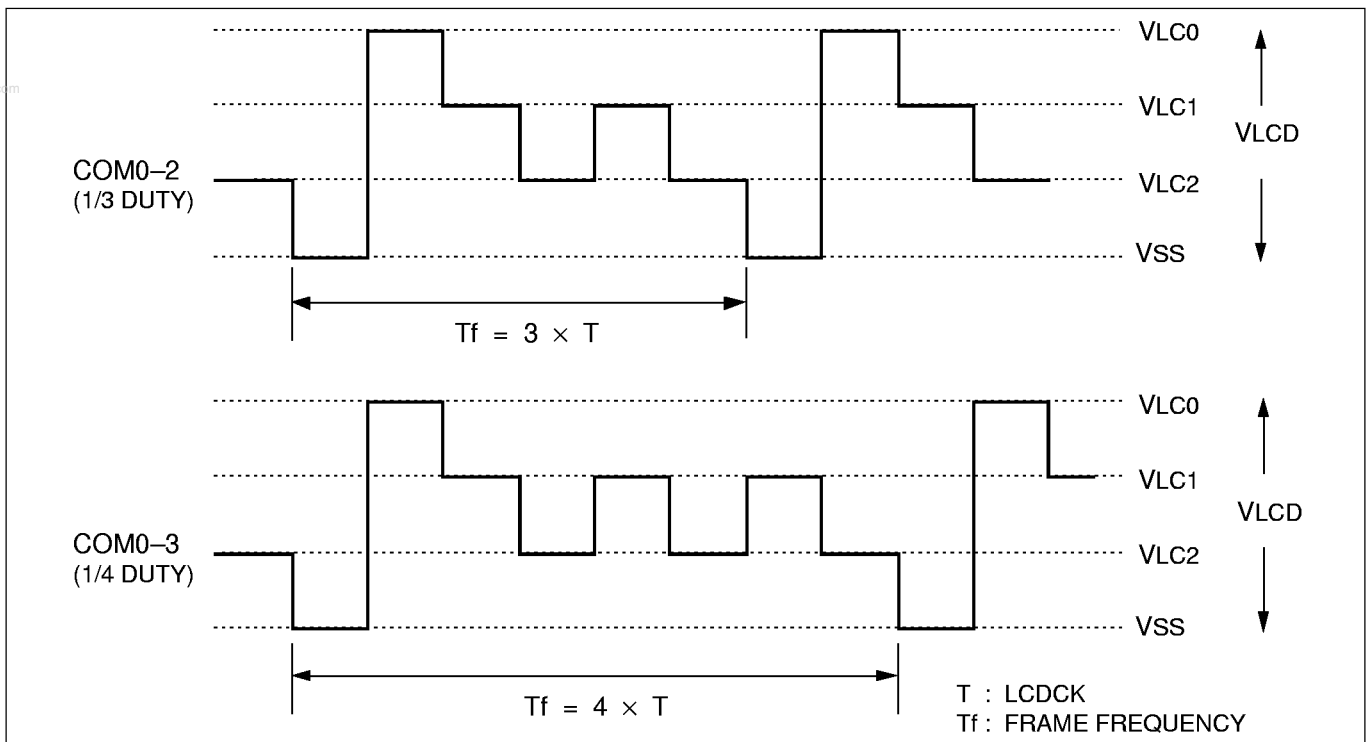 com
VLC0
VLC1
VLCD
COM0–2
(1/3 DUTY)
VLC2
VSS
Tf = 3 × T
VLC0
VLC1
VLCD
COM0–3
(1/4 DUTY)
VLC2
VSS
Tf = 4 × T
T : LCDCK
Tf : FRAME FREQUENCY